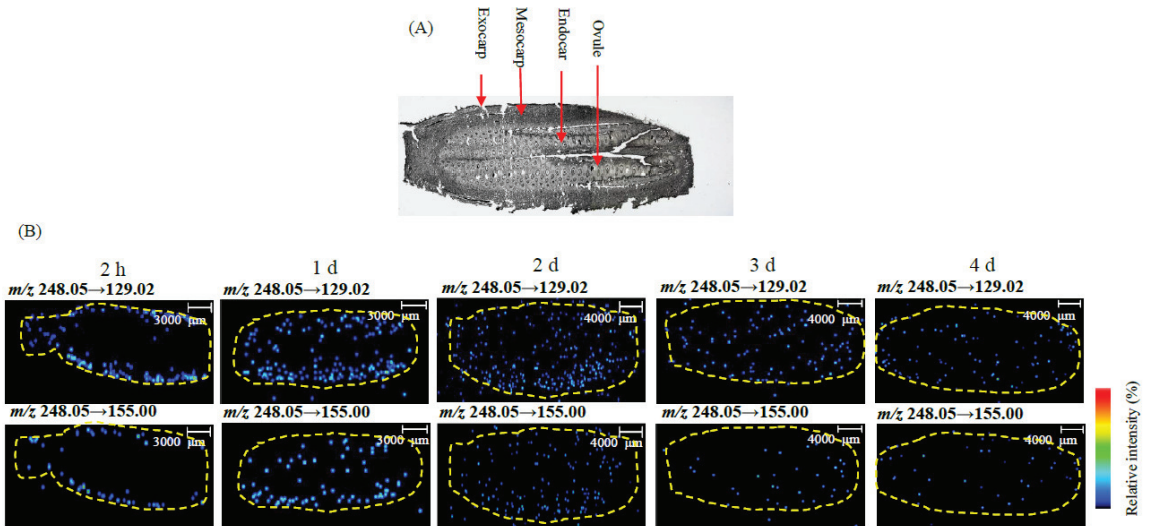 (A)
Exocarp
Mesocarp
Endocar
Ovule
(B)
2 h
1 d
2 d
3 d
4 d
m/z 248.05→129.02
m/z 248.05→129.02
m/z 248.05→129.02
m/z 248.05→129.02
m/z 248.05→129.02
3000 μm
3000 μm
4000 μm
4000 μm
4000 μm
m/z 248.05→155.00
m/z 248.05→155.00
m/z 248.05→155.00
m/z 248.05→155.00
m/z 248.05→155.00
3000 μm
3000 μm
4000 μm
4000 μm
4000 μm
Relative intensity (%)